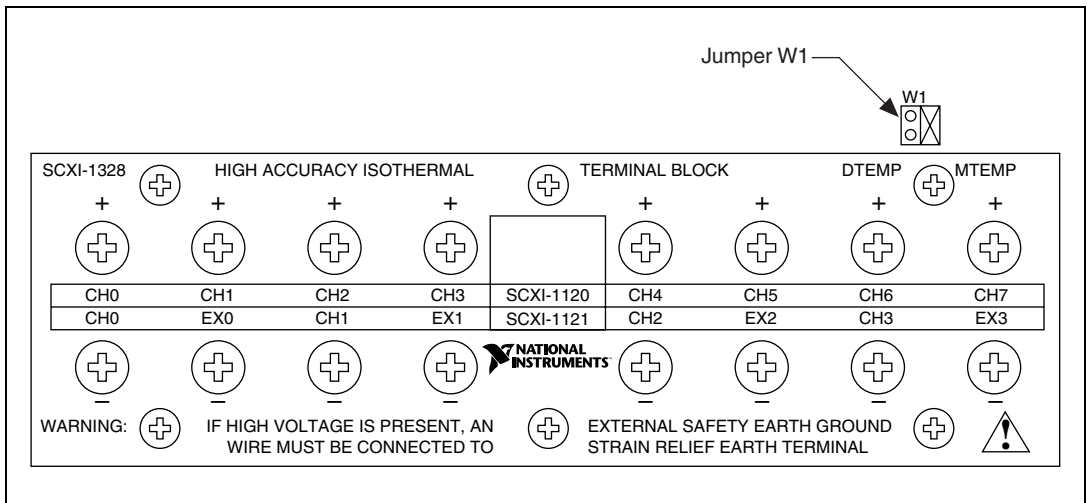 Jumper W1
W1
SCXI-1328 HIGH ACCURACY ISOTHERMAL TERMINAL BLOCK DTEMP MTEMP
+ + + + + + + +
CH0 CH1 CH2 CH3 SCXI-1120 CH4 CH5 CH6 CH7
CH0 EX0 CH1 EX1 SCXI-1121 CH2 EX2 CH3 EX3
NATIONAL
INSTRUMENTS
– – – – – – – –
WARNING: IF HIGH VOLTAGE IS PRESENT, AN EXTERNAL SAFETY EARTH GROUND
WIRE MUST BE CONNECTED TO STRAIN RELIEF EARTH TERMINAL